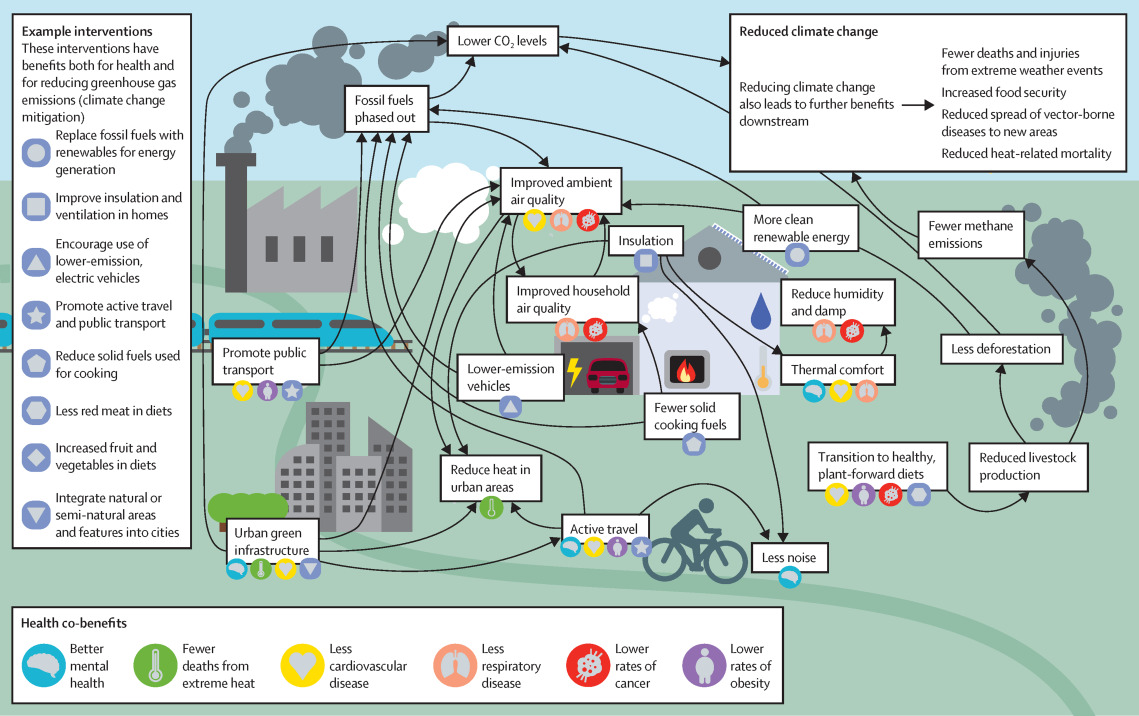 Example interventions
These interventions have
benefits both for health and
for reducing greenhouse gas
emissions (climate change
mitigation)
Replace fossil fuels with
renewables for energy
generation
Improve insulation and
ventilation in homes
Encourage use of
lower-emission,
electric vehicles
Promote active travel
and public transport
Reduce solid fuels used
for cooking
Less red meat in diets
Increased fruit and
vegetables in diets
Integrate natural or
semi-natural areas
and features into cities
Lower CO₂ levels
Fossil fuels
phased out
Reduced climate change
Reducing climate change
also leads to further benefits
downstream
Fewer deaths and injuries
from extreme weather events
Increased food security
Reduced spread of vector-borne
diseases to new areas
Reduced heat-related mortality
Improved ambient
air quality
Insulation
More clean
renewable energy
Fewer methane
emissions
Improved household
air quality
Reduce humidity
and damp
Promote public
transport
Lower-emission
vehicles
Thermal comfort
Less deforestation
Fewer solid
cooking fuels
Reduce heat in
urban areas
Transition to healthy,
plant-forward diets
Reduced livestock
production
Urban green
infrastructure
Active travel
Less noise
Health co-benefits
Better
mental
health
Fewer
deaths from
extreme heat
Less
cardiovascular
disease
Less
respiratory
disease
Lower
rates of
cancer
Lower
rates of
obesity